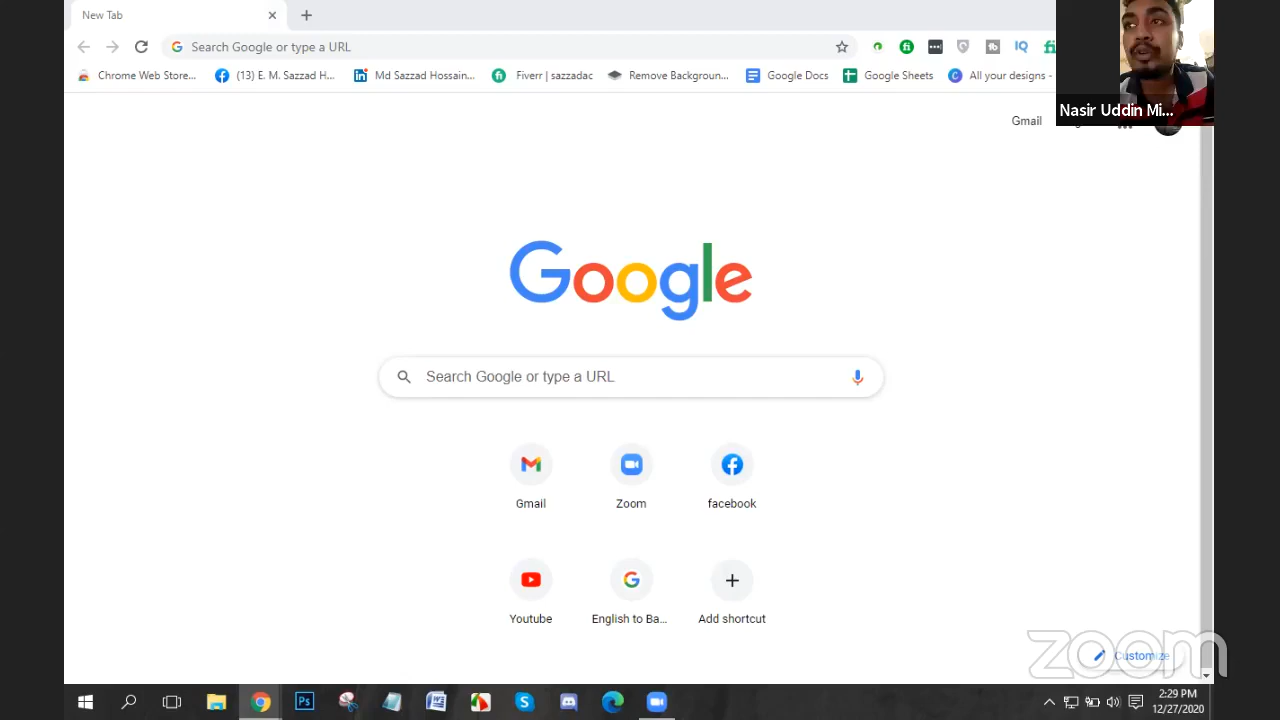 New Tab
Search Google or type a URL
Chrome Web Store...
(13) E. M. Sazzad H...
Md Sazzad Hossain...
Fiverr | sazzadac
Remove Backgroun...
Google Docs
Google Sheets
All your designs -
Nasir Uddin Mi...
Gmail
Google
Search Google or type a URL
Gmail
Zoom
facebook
Youtube
English to Ba...
Add shortcut
Customize
zoom
2:29 PM
12/27/2020